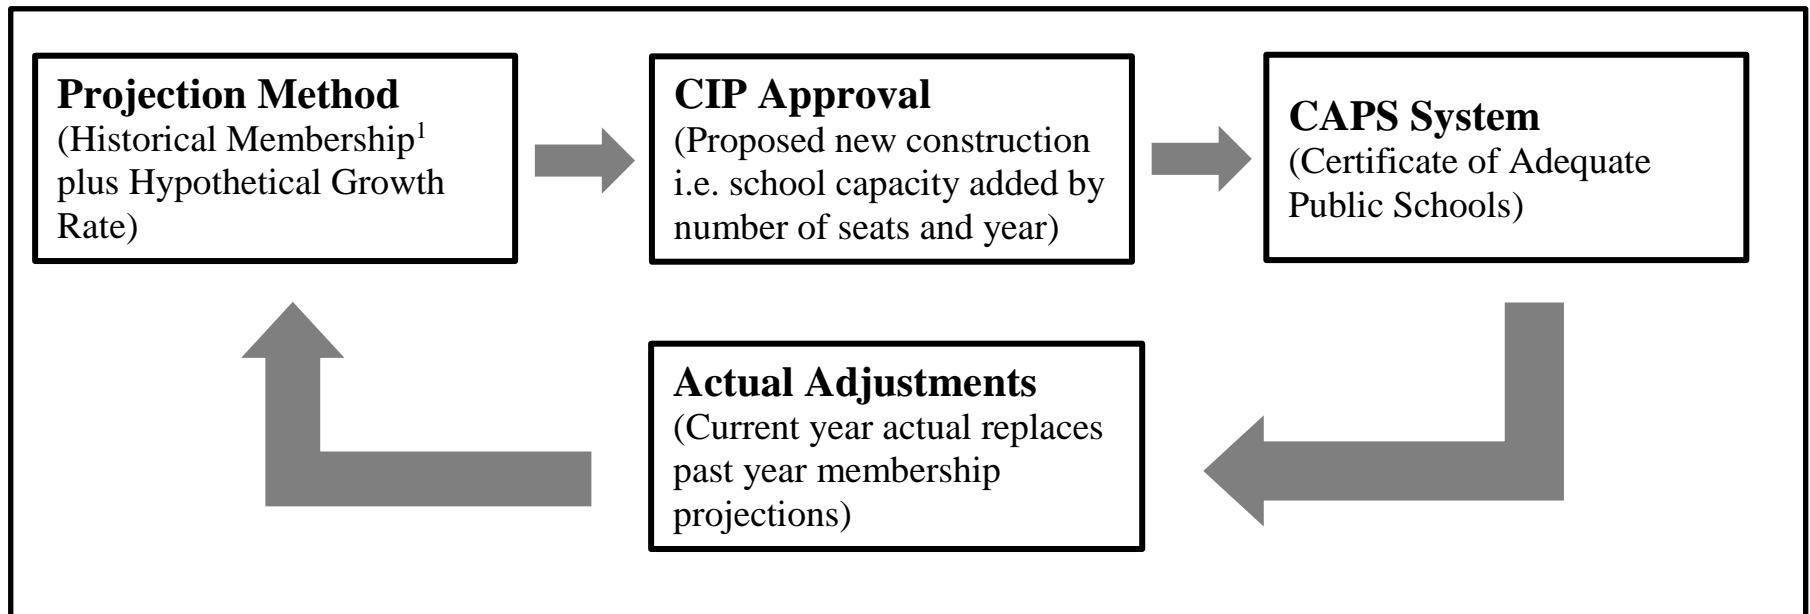 Projection Method
(Historical Membership¹
plus Hypothetical Growth
Rate)
CIP Approval
(Proposed new construction
i.e. school capacity added by
number of seats and year)
CAPS System
(Certificate of Adequate
Public Schools)
Actual Adjustments
(Current year actual replaces
past year membership
projections)